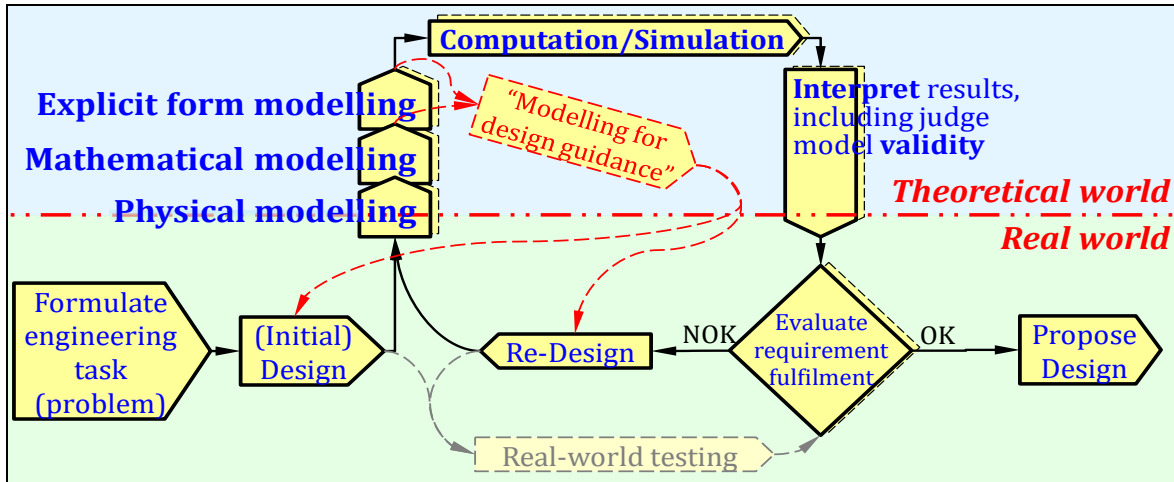 Computation/Simulation
Explicit form modelling
Mathematical modelling
Physical modelling
“Modelling for
design guidance”
Interpret results,
including judge
model validity
Theoretical world
Real world
Formulate
engineering
task
(problem)
(Initial)
Design
Re-Design
NOK
Evaluate
requirement
fulfilment
OK
Propose
Design
Real-world testing